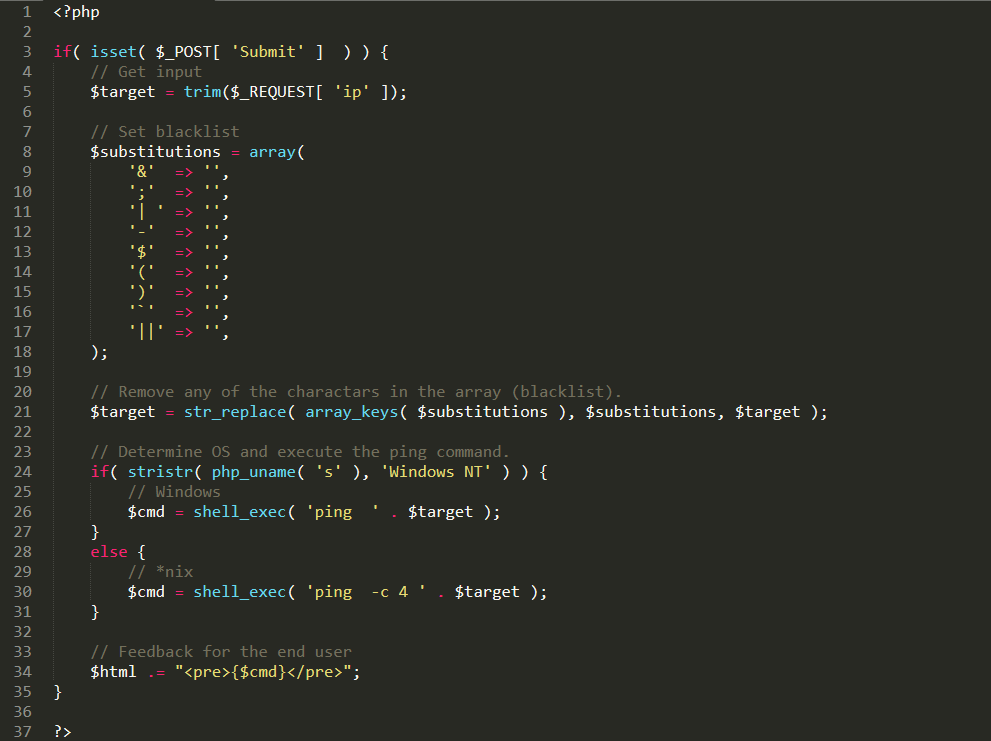 1 <?php
2
3 if( isset( $_POST[ 'Submit' ]  ) ) {
4     // Get input
5     $target = trim($_REQUEST[ 'ip' ]);
6
7     // Set blacklist
8     $substitutions = array(
9         '&'  => '',
10         ';'  => '',
11         '| ' => '',
12         '-'  => '',
13         '$'  => '',
14         '('  => '',
15         ')'  => '',
16         '`'  => '',
17         '||' => '',
18     );
19
20     // Remove any of the charactars in the array (blacklist).
21     $target = str_replace( array_keys( $substitutions ), $substitutions, $target );
22
23     // Determine OS and execute the ping command.
24     if( stristr( php_uname( 's' ), 'Windows NT' ) ) {
25         // Windows
26         $cmd = shell_exec( 'ping  ' . $target );
27     }
28     else {
29         // *nix
30         $cmd = shell_exec( 'ping  -c 4 ' . $target );
31     }
32
33     // Feedback for the end user
34     $html .= "<pre>{$cmd}</pre>";
35 }
36
37 ?>